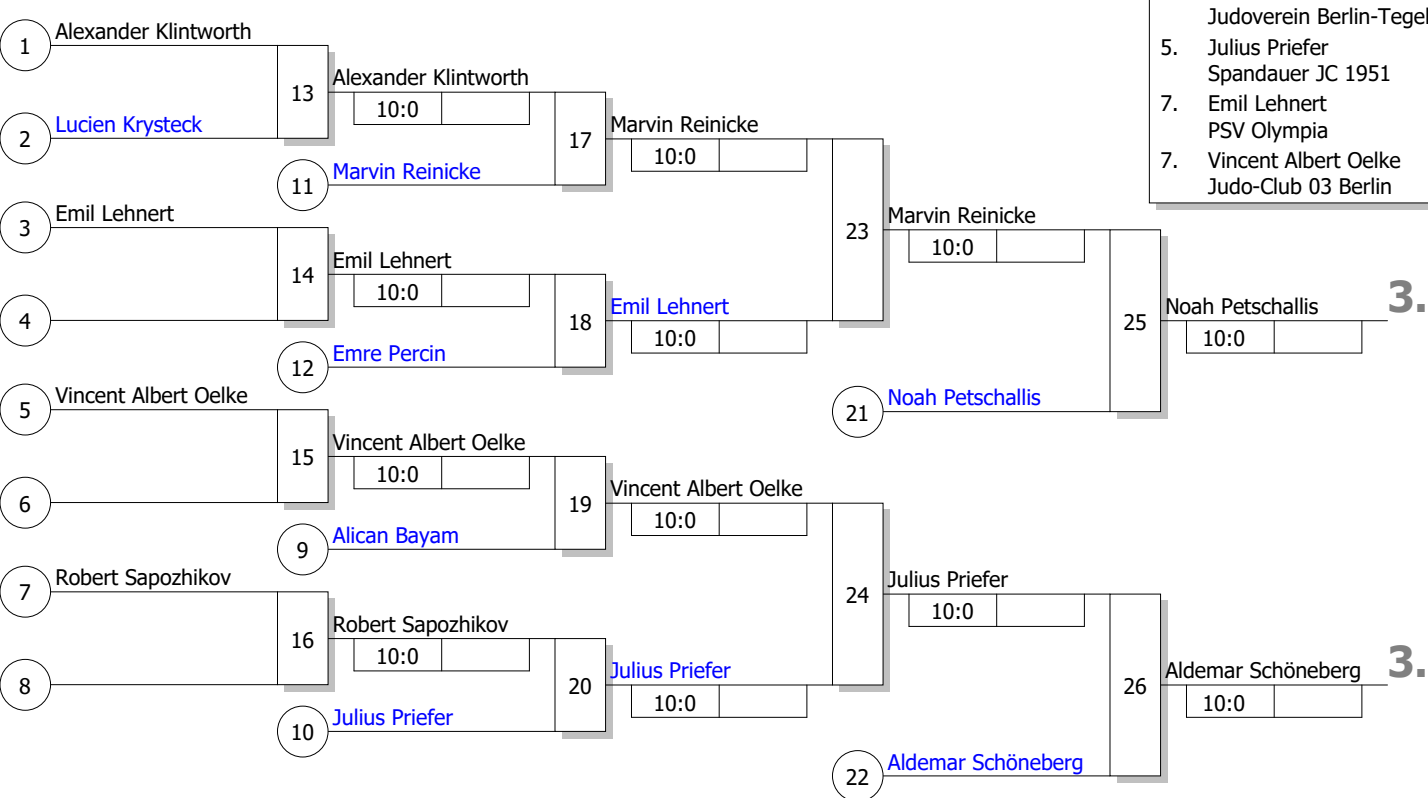 Judoverein Berlin-Tegel
5. Julius Priefer
Spandauer JC 1951
7. Emil Lehnert
PSV Olympia
7. Vincent Albert Oelke
Judo-Club 03 Berlin
1 Alexander Klintworth
13 Alexander Klintworth
10:0
2 Lucien Krysteck
17 Marvin Reinicke
10:0
11 Marvin Reinicke
3 Emil Lehnert
23 Marvin Reinicke
10:0
14 Emil Lehnert
10:0
4
18 Emil Lehnert
10:0
12 Emre Percin
25 Noah Petschallis 3.
10:0
5 Vincent Albert Oelke
21 Noah Petschallis
15 Vincent Albert Oelke
10:0
6
19 Vincent Albert Oelke
10:0
9 Alican Bayam
7 Robert Sapozhikov
24 Julius Priefer
10:0
16 Robert Sapozhikov
10:0
8
20 Julius Priefer
10:0
10 Julius Priefer
26 Aldemar Schöneberg 3.
10:0
22 Aldemar Schöneberg